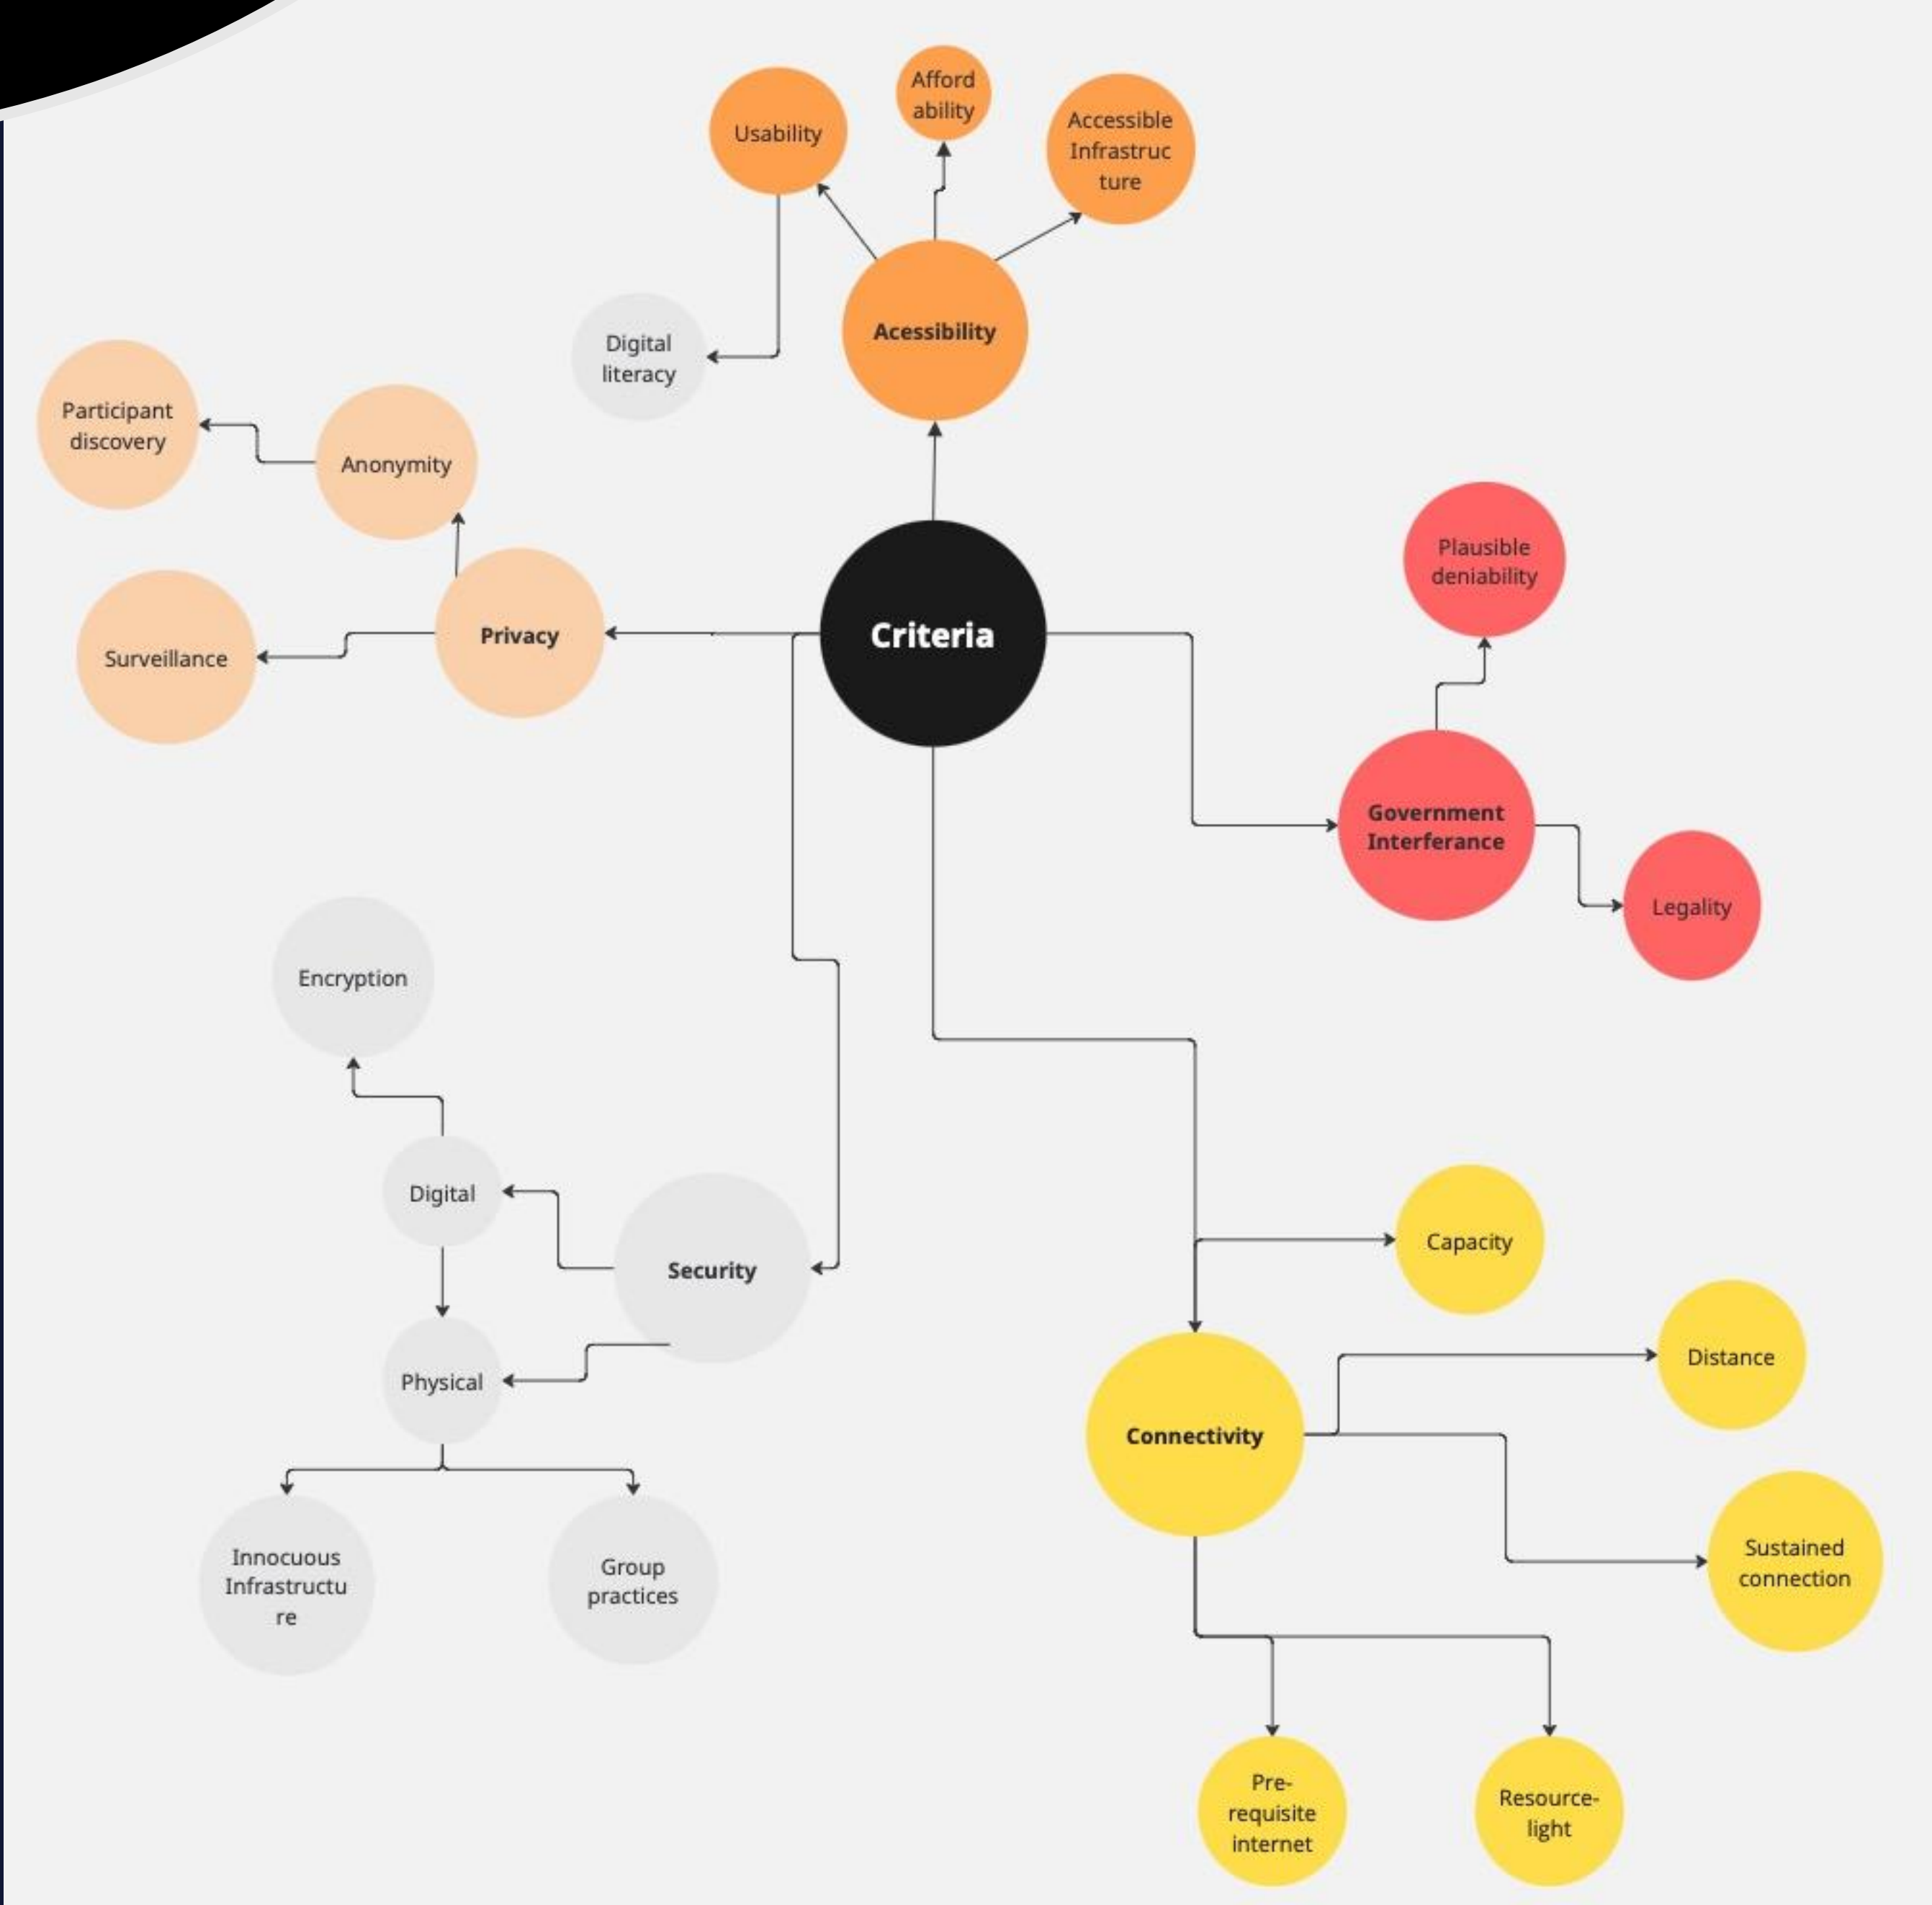 Afford
ability
Usability
Accessible
Infrastruc
ture
Acessibility
Digital
literacy
Participant
discovery
Anonymity
Surveillance
Privacy
Criteria
Plausible
deniability
Government
Interferance
Legality
Encryption
Digital
Security
Physical
Innocuous
Infrastructu
re
Group
practices
Capacity
Distance
Connectivity
Sustained
connection
Pre-
requisite
internet
Resource-
light